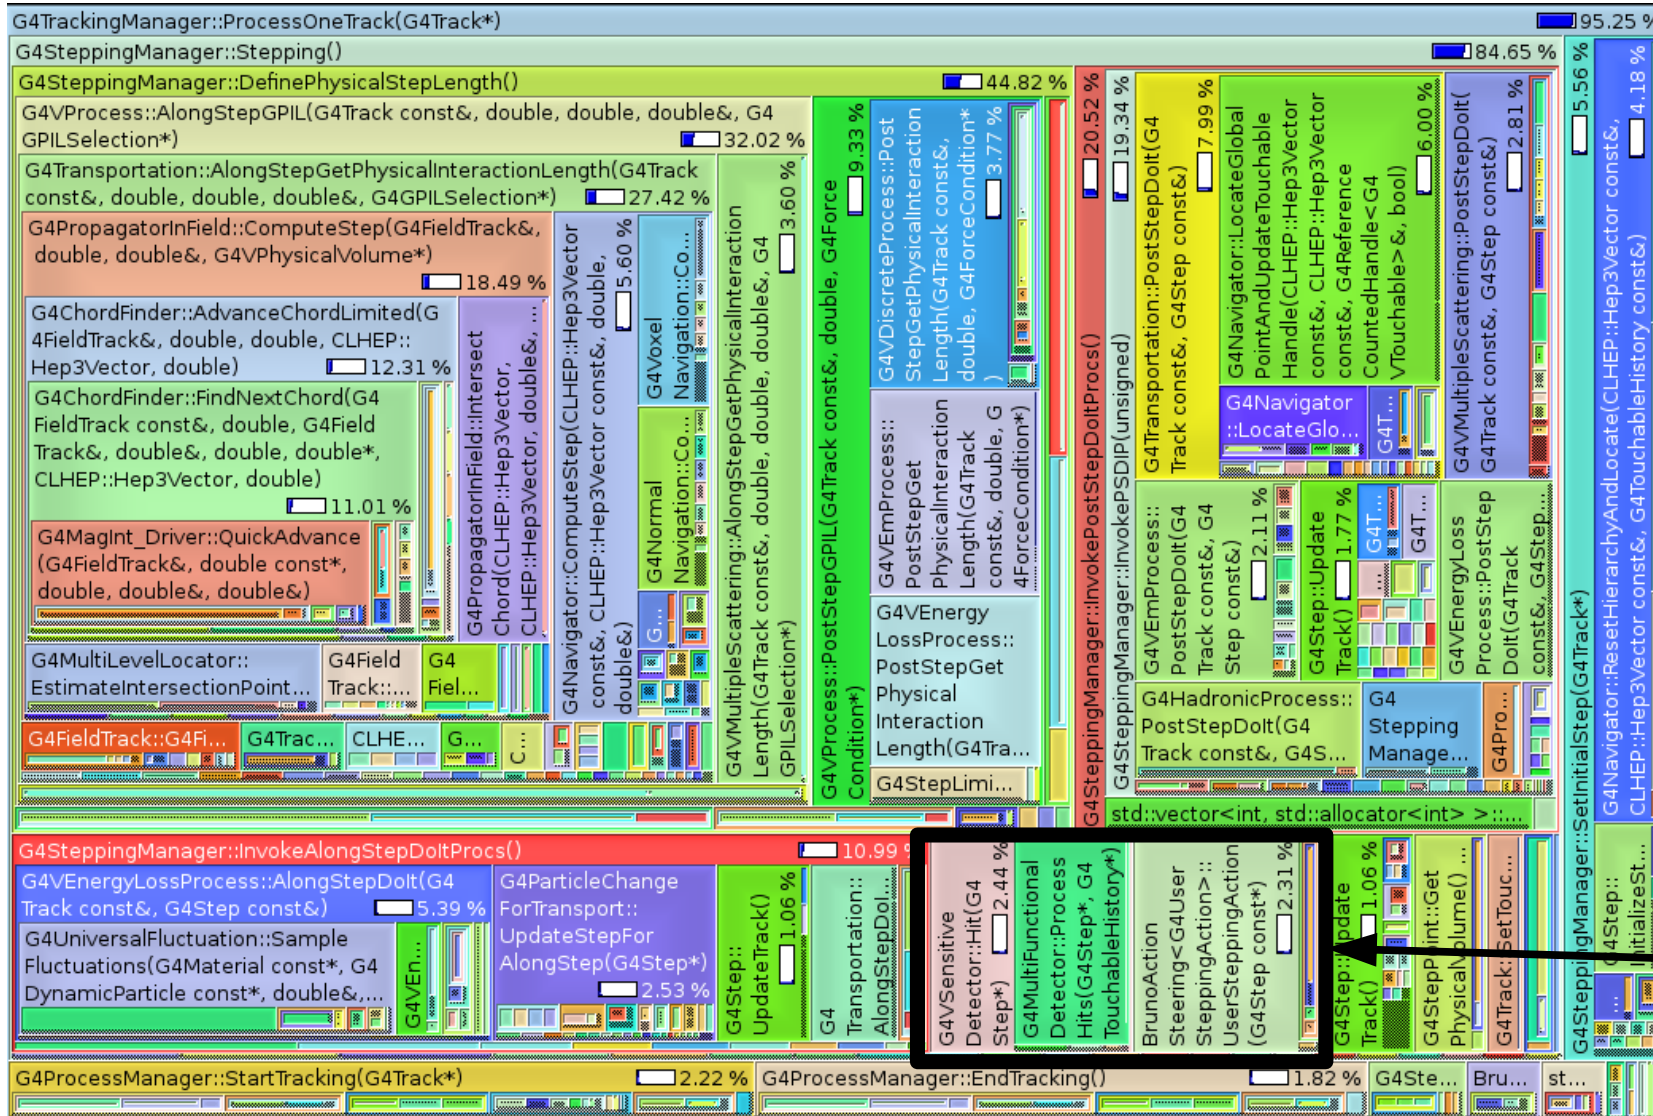 G4TrackingManager::ProcessOneTrack(G4Track*)
95.25 %
G4SteppingManager::Stepping()
84.65 %
G4SteppingManager::DefinePhysicalStepLength()
44.82 %
G4VProcess::AlongStepGPIL(G4Track const&, double, double, double&, G4
GPILSelection*)
32.02 %
G4Transportation::AlongStepGetPhysicalInteractionLength(G4Track
const&, double, double, double&, G4GPILSelection*)
27.42 %
G4PropagatorInField::ComputeStep(G4FieldTrack&,
double, double&, G4VPhysicalVolume*)
18.49 %
G4ChordFinder::AdvanceChordLimited(G
4FieldTrack&, double, double, CLHEP::
Hep3Vector, double)
12.31 %
G4ChordFinder::FindNextChord(G4
FieldTrack const&, double, G4Field
Track&, double&, double, double*,
CLHEP::Hep3Vector, double)
11.01 %
G4MagInt_Driver::QuickAdvance
(G4FieldTrack&, double const*,
double, double&, double&)
G4PropagatorInField::Intersect
Chord(CLHEP::Hep3Vector,
CLHEP::Hep3Vector, double&, ...
G4MultiLevelLocator::
EstimateIntersectionPoint...
G4Field
Track::...
G4
Fiel...
G4Navigator::ComputeStep(CLHEP::Hep3Vector
const&, CLHEP::Hep3Vector const&, double,
double&)
5.60 %
G4Voxel
Navigation::Co...
G4Normal
Navigation::Co...
G...
G4FieldTrack::G4Fi...
G4Trac...
CLHE...
G...
C...
G4VMultipleScattering::AlongStepGetPhysicalInteraction
Length(G4Track const&, double, double, double&, G4
GPILSelection*)
3.60 %
G4VProcess::PostStepGPIL(G4Track const&, double, G4Force
Condition*)
9.33 %
G4VDiscreteProcess::Post
StepGetPhysicalInteraction
Length(G4Track const&,
double, G4ForceCondition*
)
3.77 %
G4VEmProcess::
PostStepGet
PhysicalInteraction
Length(G4Track
const&, double, G
4ForceCondition*)
G4VEnergy
LossProcess::
PostStepGet
Physical
Interaction
Length(G4Tra...
G4StepLimi...
G4SteppingManager::InvokePostStepDoItProcs()
20.52 %
G4SteppingManager::InvokePSDIP(unsigned)
19.34 %
G4Transportation::PostStepDoIt(G4
Track const&, G4Step const&)
7.99 %
G4Navigator::LocateGlobal
PointAndUpdateTouchable
Handle(CLHEP::Hep3Vector
const&, CLHEP::Hep3Vector
const&, G4Reference
CountedHandle<G4
VTouchable>&, bool)
6.00 %
G4Navigator
::LocateGlo...
G4T...
G4VMultipleScattering::PostStepDoIt(
G4Track const&, G4Step const&)
2.81 %
G4VEmProcess::
PostStepDoIt(G4
Track const&, G4
Step const&)
2.11 %
G4Step::Update
Track()
1.77 %
G4T...
G4T...
...
G4VEnergyLoss
Process::PostStep
DoIt(G4Track
const&, G4Step...
G4HadronicProcess::
PostStepDoIt(G4
Track const&, G4S...
G4
Stepping
Manage...
G4Pro...
std::vector<int, std::allocator<int> >::...
G4SteppingManager::SetInitialStep(G4Track*)
5.56 %
G4Navigator::ResetHierarchyAndLocate(CLHEP::Hep3Vector const&,
CLHEP::Hep3Vector const&, G4TouchableHistory const&)
4.18 %
G4Step::
InitializeSt...
...
G4SteppingManager::InvokeAlongStepDoItProcs()
10.99 %
G4VEnergyLossProcess::AlongStepDoIt(G4
Track const&, G4Step const&)
5.39 %
G4UniversalFluctuation::Sample
Fluctuations(G4Material const*, G4
DynamicParticle const*, double&,...
G4VEn...
G4ParticleChange
ForTransport::
UpdateStepFor
AlongStep(G4Step*)
2.53 %
G4Step::
UpdateTrack()
1.06 %
G4
Transportation::
AlongStepDoI...
G4VSensitive
Detector::Hit(G4
Step*)
2.44 %
G4MultiFunctional
Detector::Process
Hits(G4Step*, G4
TouchableHistory*)
BrunoAction
Steering<G4User
SteppingAction>::
UserSteppingAction
(G4Step const*)
2.31 %
G4Step::Update
Track()
1.06 %
G4StepPoint::Get
PhysicalVolume() ...
G4Track::SetTouc...
G4ProcessManager::StartTracking(G4Track*)
2.22 %
G4ProcessManager::EndTracking()
1.82 %
G4Ste...
Bru...
st...